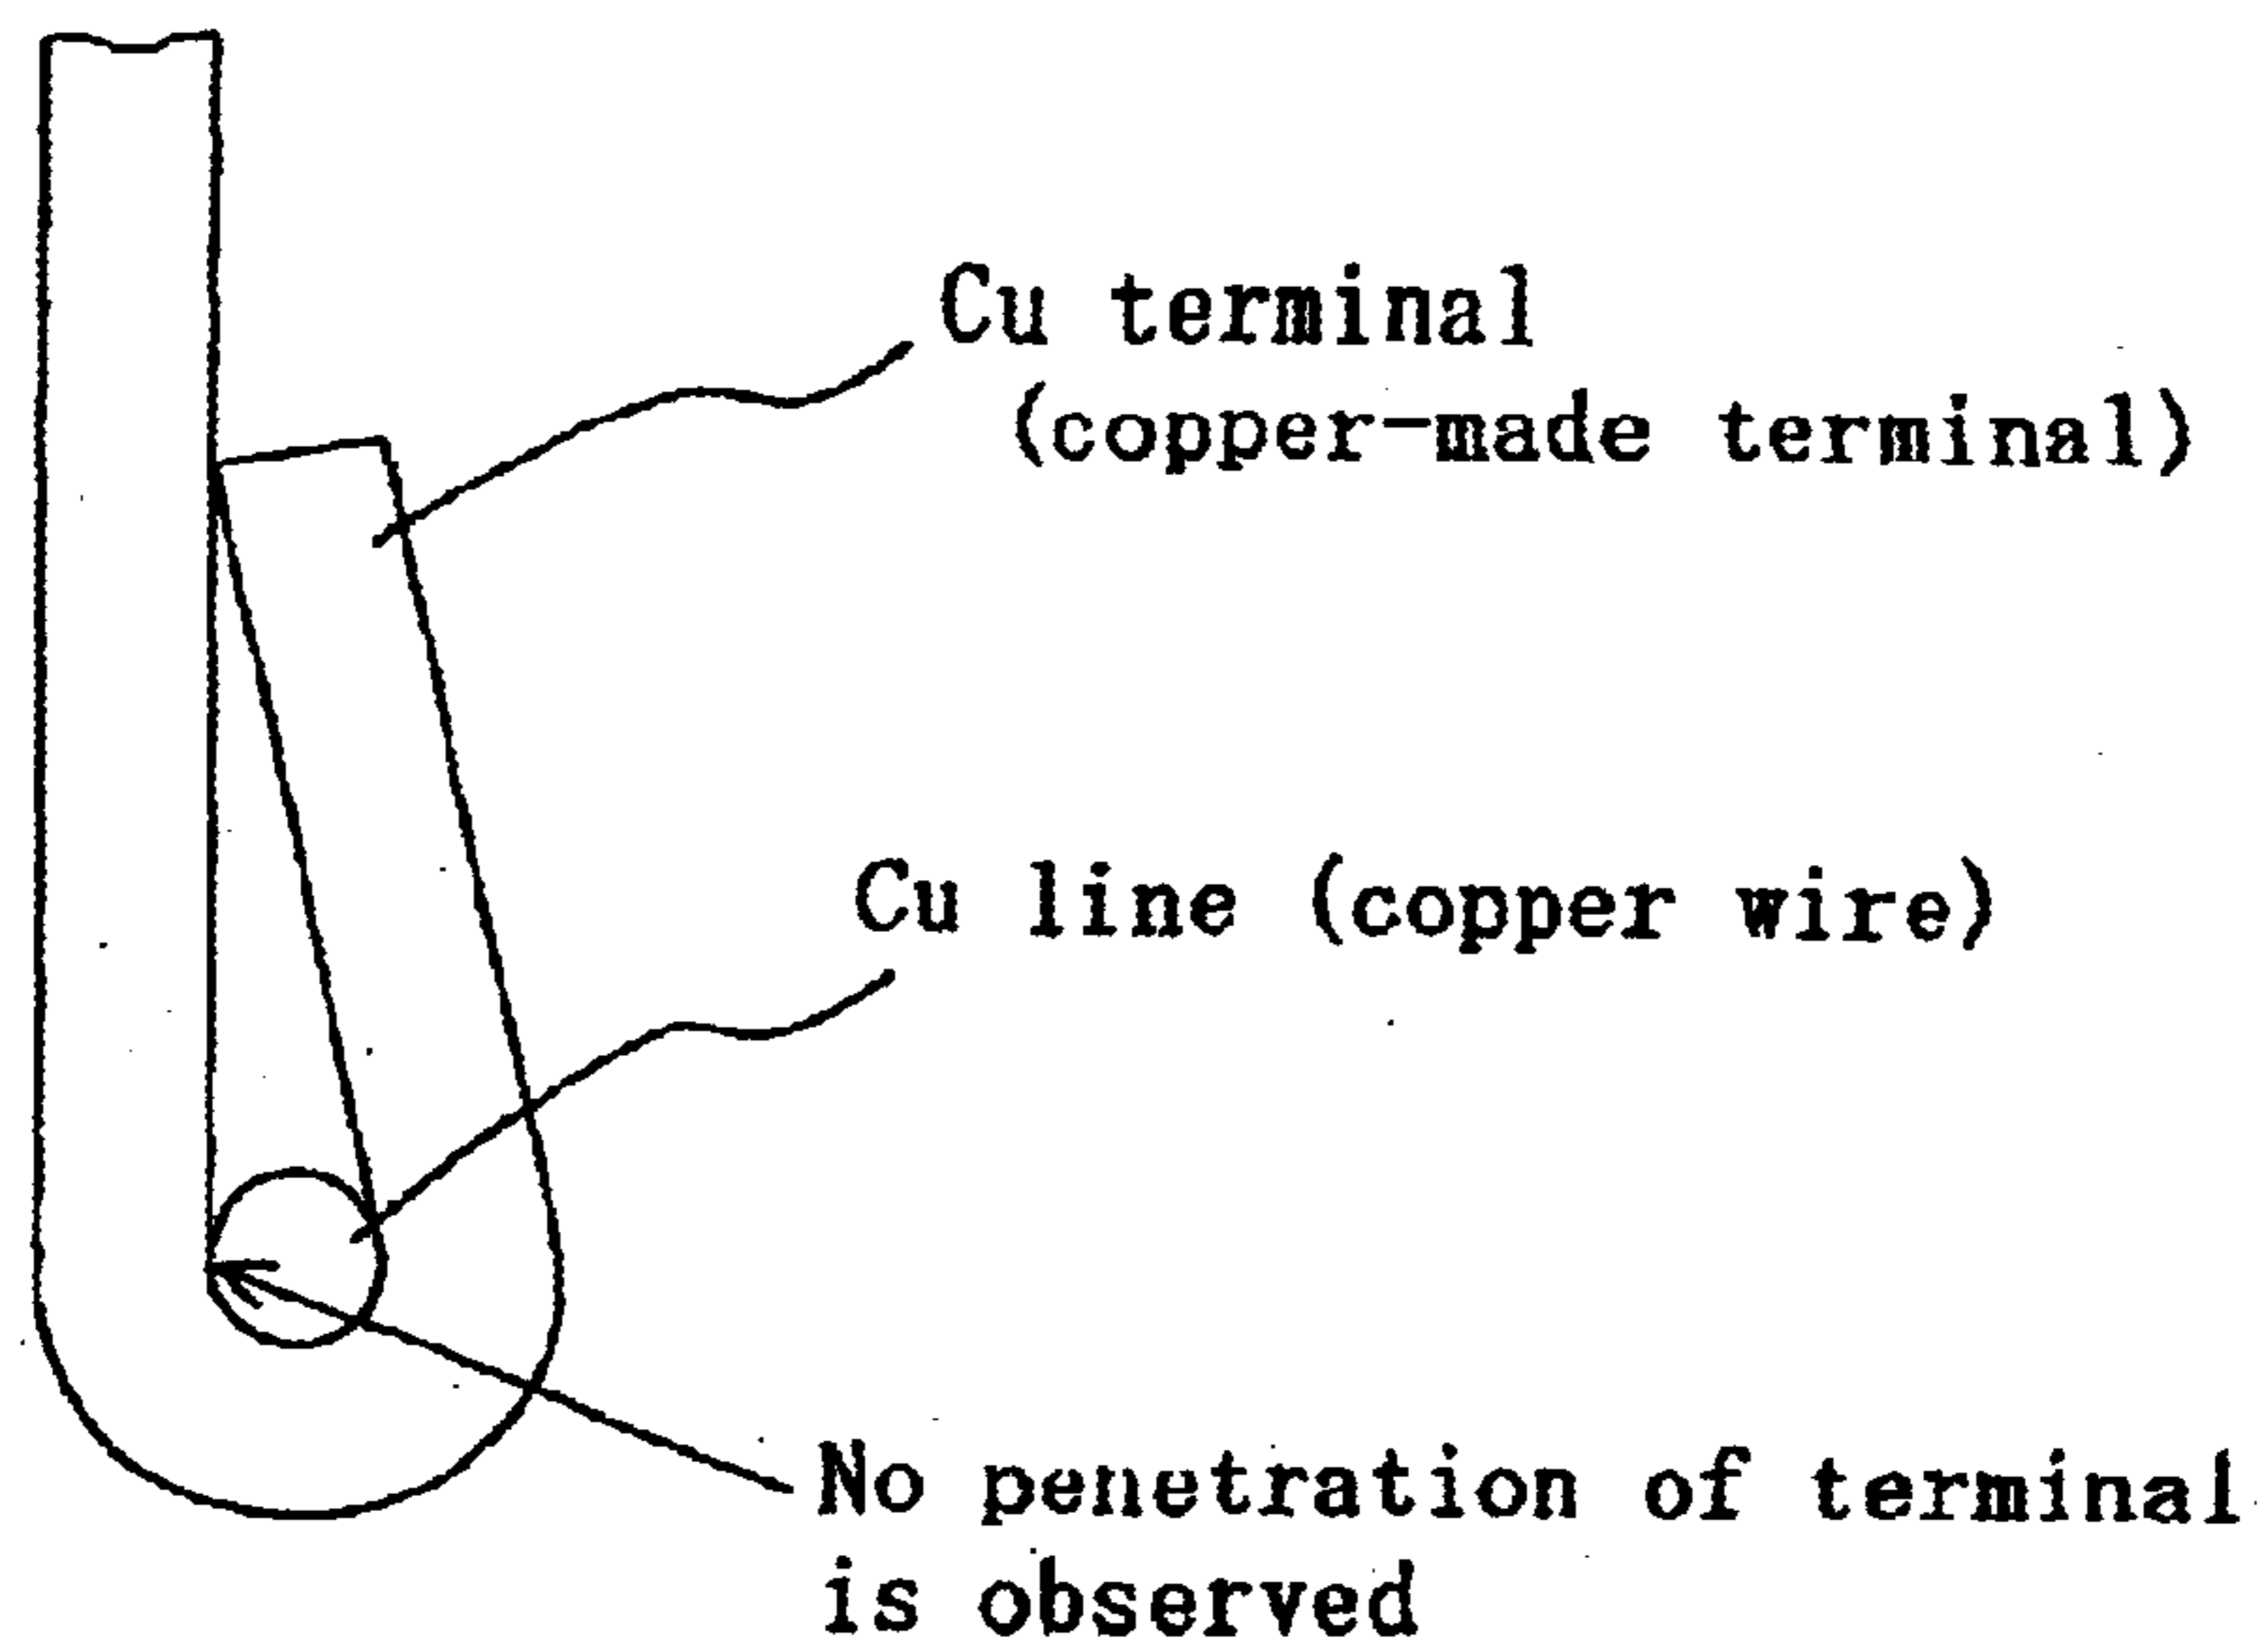 Cu terminal
(copper-made terminal)
Cu line (copper wire)
No penetration of terminal
is observed